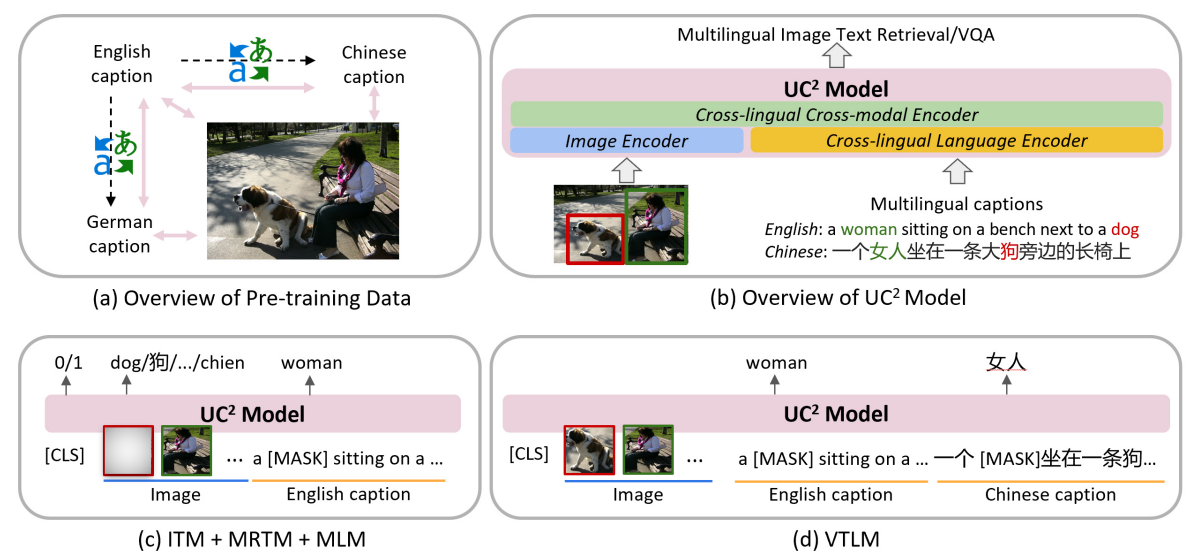 English
caption
Chinese
caption
あ
a
あ
a
German
caption
(a) Overview of Pre-training Data
Multilingual Image Text Retrieval/VQA
UC² Model
Cross-lingual Cross-modal Encoder
Image Encoder
Cross-lingual Language Encoder
Multilingual captions
English: a woman sitting on a bench next to a dog
Chinese: 一个女人坐在一条大狗旁边的长椅上
(b) Overview of UC² Model
0/1
dog/狗/.../chien
woman
UC² Model
[CLS]
...
a [MASK] sitting on a ...
Image
English caption
(c) ITM + MRTM + MLM
woman
女人
UC² Model
[CLS]
...
a [MASK] sitting on a ...
一个 [MASK]坐在一条狗...
Image
English caption
Chinese caption
(d) VTLM